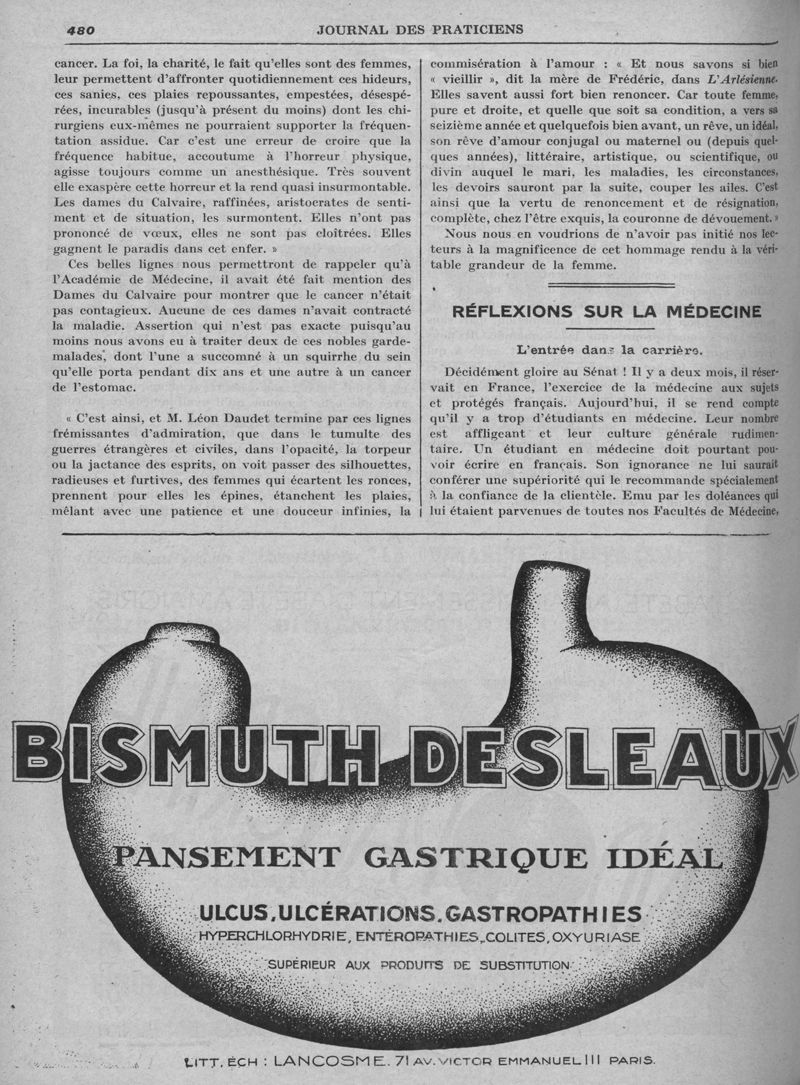 480
JOURNAL DES PRATICIENS
cancer. La foi, la charité, le fait qu'elles sont des femmes,
leur permettent d'affronter quotidiennement ces hideurs,
ces sanies, ces plaies repoussantes, empestées, désespé-
rées, incurables (jusqu'à présent du moins) dont les chi-
rurgiens eux-mêmes ne pourraient supporter la fréquen-
tation assidue. Car c'est une erreur de croire que la
fréquence habitue, accoutume à l'horreur physique,
agisse toujours comme un anesthésique. Très souvent
elle exaspère cette horreur et la rend quasi insurmontable.
Les dames du Calvaire, raffinées, aristocrates de senti-
ment et de situation, les surmontent. Elles n'ont pas
prononcé de vœux, elles ne sont pas cloîtrées. Elles
gagnent le paradis dans cet enfer. »
Ces belles lignes nous permettront de rappeler qu'à
l'Académie de Médecine, il avait été fait mention des
Dames du Calvaire pour montrer que le cancer n'était
pas contagieux. Aucune de ces dames n'avait contracté
la maladie. Assertion qui n'est pas exacte puisqu'au
moins nous avons eu à traiter deux de ces nobles garde-
malades, dont l'une a succomné à un squirrhe du sein
qu'elle porta pendant dix ans et une autre à un cancer
de l'estomac.
« C'est ainsi, et M. Léon Daudet termine par ces lignes
frémissantes d'admiration, que dans le tumulte des
guerres étrangères et civiles, dans l'opacité, la torpeur
ou la jactance des esprits, on voit passer des silhouettes,
radieuses et furtives, des femmes qui écartent les ronces,
prennent pour elles les épines, étanchent les plaies,
mêlant avec une patience et une douceur infinies, la
commisération à l'amour : « Et nous savons si bien
« vieillir », dit la mère de Frédéric, dans L'Arlésienne.
Elles savent aussi fort bien renoncer. Car toute femme,
pure et droite, et quelle que soit sa condition, a vers sa
seizième année et quelquefois bien avant, un rêve, un idéal,
son rêve d'amour conjugal ou maternel ou (depuis quel-
ques années), littéraire, artistique, ou scientifique, ou
divin auquel le mari, les maladies, les circonstances,
les devoirs sauront par la suite, couper les ailes. C'est
ainsi que la vertu de renoncement et de résignation,
complète, chez l'être exquis, la couronne de dévouement. »
Nous nous en voudrions de n'avoir pas initié nos lec-
teurs à la magnificence de cet hommage rendu à la véri-
table grandeur de la femme.
RÉFLEXIONS SUR LA MÉDECINE
L'entrée dans la carrière.
Décidément gloire au Sénat ! Il y a deux mois, il réser-
vait en France, l'exercice de la médecine aux sujets
et protégés français. Aujourd'hui, il se rend compte
qu'il y a trop d'étudiants en médecine. Leur nombre
est affligeant et leur culture générale rudimen-
taire. Un étudiant en médecine doit pourtant pou-
voir écrire en français. Son ignorance ne lui saurait
conférer une supériorité qui le recommande spécialement
à la confiance de la clientèle. Emu par les doléances qui
lui étaient parvenues de toutes nos Facultés de Médecine,
BISMUTH DESLEAUX
PANSEMENT GASTRIQUE IDÉAL
ULCUS, ULCÉRATIONS, GASTROPATHIES
HYPERCHLORHYDRIE, ENTÉROPATHIES, COLITES, OXYURIASE
SUPÉRIEUR AUX PRODUITS DE SUBSTITUTION
LITT. ÉCH : LANCOSME. 71 AV. VICTOR EMMANUEL III PARIS.